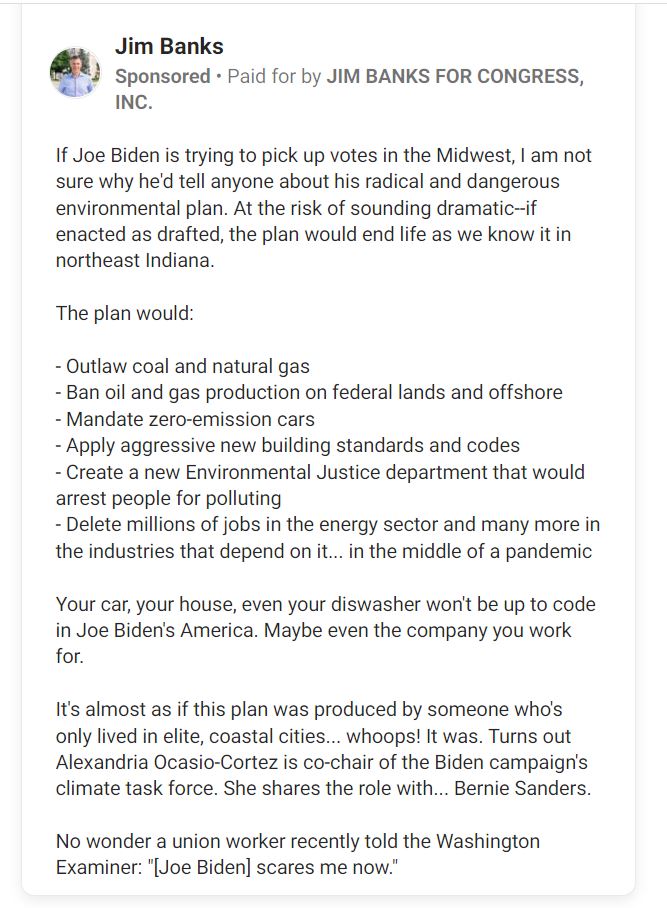 Jim Banks
Sponsored • Paid for by JIM BANKS FOR CONGRESS,
INC.
If Joe Biden is trying to pick up votes in the Midwest, I am not
sure why he'd tell anyone about his radical and dangerous
environmental plan. At the risk of sounding dramatic--if
enacted as drafted, the plan would end life as we know it in
northeast Indiana.
The plan would:
- Outlaw coal and natural gas
- Ban oil and gas production on federal lands and offshore
- Mandate zero-emission cars
- Apply aggressive new building standards and codes
- Create a new Environmental Justice department that would
arrest people for polluting
- Delete millions of jobs in the energy sector and many more in
the industries that depend on it... in the middle of a pandemic
Your car, your house, even your diswasher won't be up to code
in Joe Biden's America. Maybe even the company you work
for.
It's almost as if this plan was produced by someone who's
only lived in elite, coastal cities... whoops! It was. Turns out
Alexandria Ocasio-Cortez is co-chair of the Biden campaign's
climate task force. She shares the role with... Bernie Sanders.
No wonder a union worker recently told the Washington
Examiner: "[Joe Biden] scares me now."